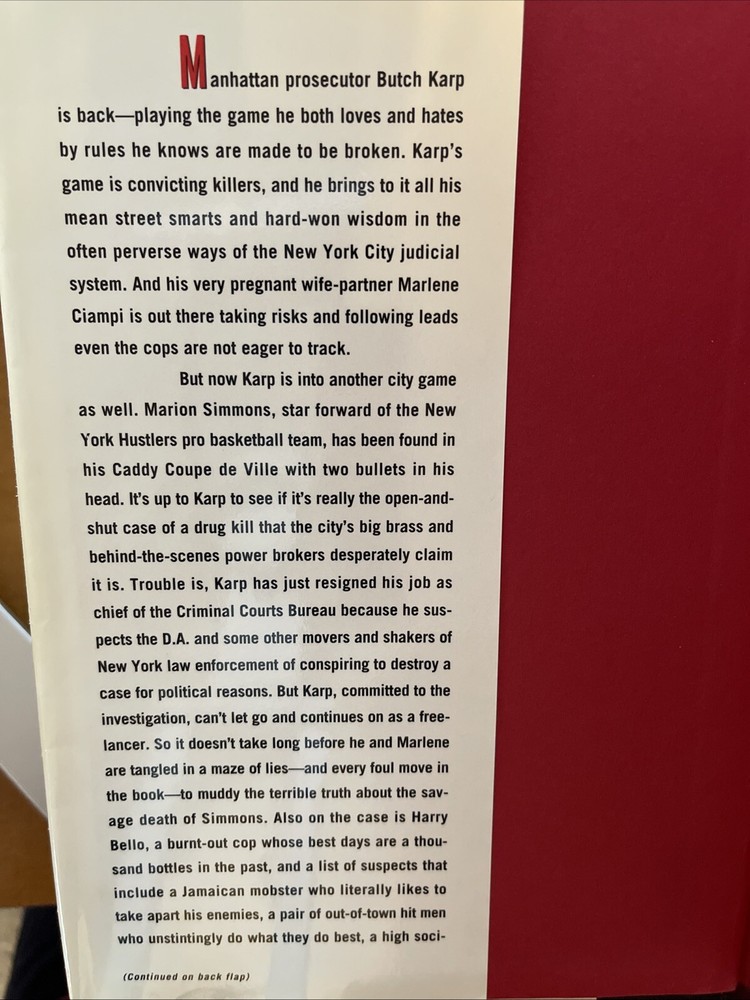 Manhattan prosecutor Butch Karp
is back—playing the game he both loves and hates
by rules he knows are made to be broken. Karp's
game is convicting killers, and he brings to it all his
mean street smarts and hard-won wisdom in the
often perverse ways of the New York City judicial
system. And his very pregnant wife-partner Marlene
Ciampi is out there taking risks and following leads
even the cops are not eager to track.
But now Karp is into another city game
as well. Marion Simmons, star forward of the New
York Hustlers pro basketball team, has been found in
his Caddy Coupe de Ville with two bullets in his
head. It's up to Karp to see if it's really the open-and-
shut case of a drug kill that the city's big brass and
behind-the-scenes power brokers desperately claim
it is. Trouble is, Karp has just resigned his job as
chief of the Criminal Courts Bureau because he sus-
pects the D.A. and some other movers and shakers of
New York law enforcement of conspiring to destroy a
case for political reasons. But Karp, committed to the
investigation, can't let go and continues on as a free-
lancer. So it doesn't take long before he and Marlene
are tangled in a maze of lies—and every foul move in
the book—to muddy the terrible truth about the sav-
age death of Simmons. Also on the case is Harry
Bello, a burnt-out cop whose best days are a thou-
sand bottles in the past, and a list of suspects that
include a Jamaican mobster who literally likes to
take apart his enemies, a pair of out-of-town hit men
who unstintingly do what they do best, a high soci-
(Continued on back flap)